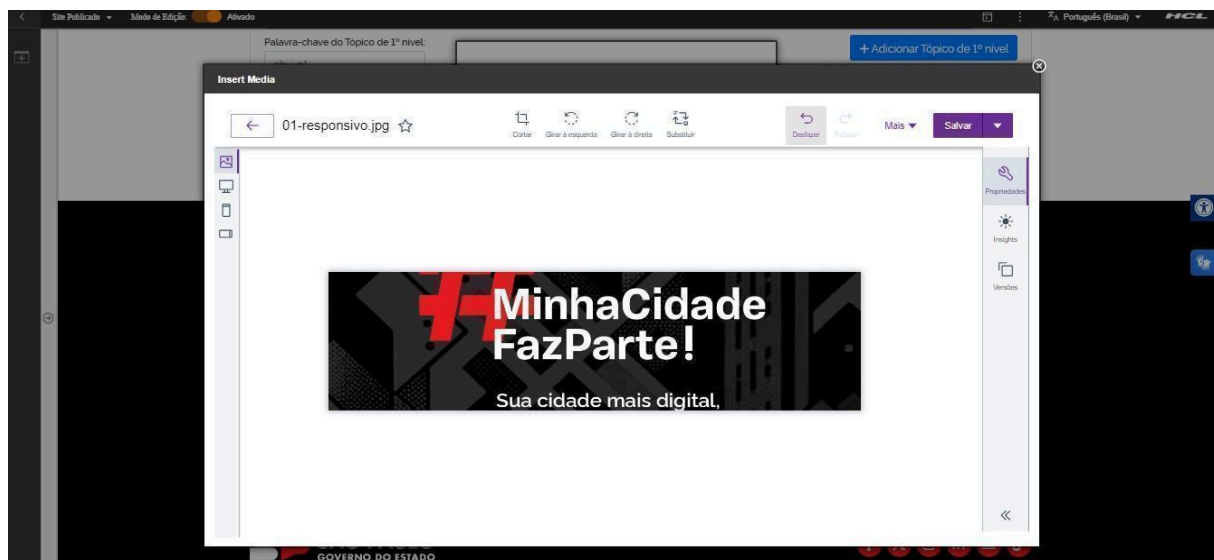 Site Publicado
Modo de Edição:
Ativado
Português (Brasil)
HCL
Palavra-chave do Tópico de 1º nível:
+ Adicionar Tópico de 1º nível
Insert Media
01-responsivo.jpg
Cortar
Girar à esquerda
Girar à direita
Substituir
Desfazer
Mais
Salvar
Propriedades
Insights
Versões
#MinhaCidade
FazParte!
Sua cidade mais digital,
GOVERNO DO ESTADO